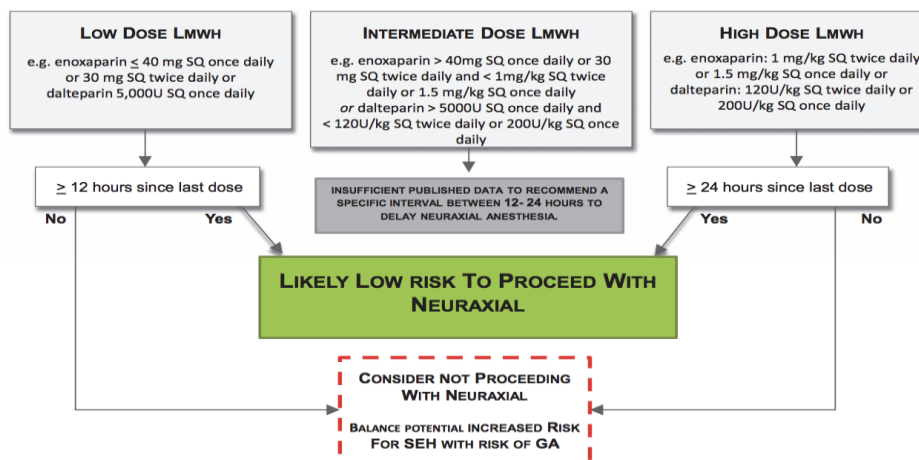 LOW DOSE LMWH
e.g. enoxaparin ≤ 40 mg SQ once daily
or 30 mg SQ twice daily or
dalteparin 5,000U SQ once daily
INTERMEDIATE DOSE LMWH
e.g. enoxaparin > 40mg SQ once daily or 30
mg SQ twice daily and < 1mg/kg SQ twice
daily or 1.5 mg/kg SQ once daily
or dalteparin > 5000U SQ once daily and
< 120U/kg SQ twice daily or 200U/kg SQ once
daily
HIGH DOSE LMWH
e.g. enoxaparin: 1 mg/kg SQ twice daily
or 1.5 mg/kg SQ once daily or
dalteparin: 120U/kg SQ twice daily or
200U/kg SQ once daily
≥ 12 hours since last dose
INSUFFICIENT PUBLISHED DATA TO RECOMMEND A
SPECIFIC INTERVAL BETWEEN 12- 24 HOURS TO
DELAY NEURAXIAL ANESTHESIA.
≥ 24 hours since last dose
No
Yes
Yes
No
LIKELY LOW RISK TO PROCEED WITH
NEURAXIAL
CONSIDER NOT PROCEEDING
WITH NEURAXIAL
BALANCE POTENTIAL INCREASED RISK
FOR SEH WITH RISK OF GA